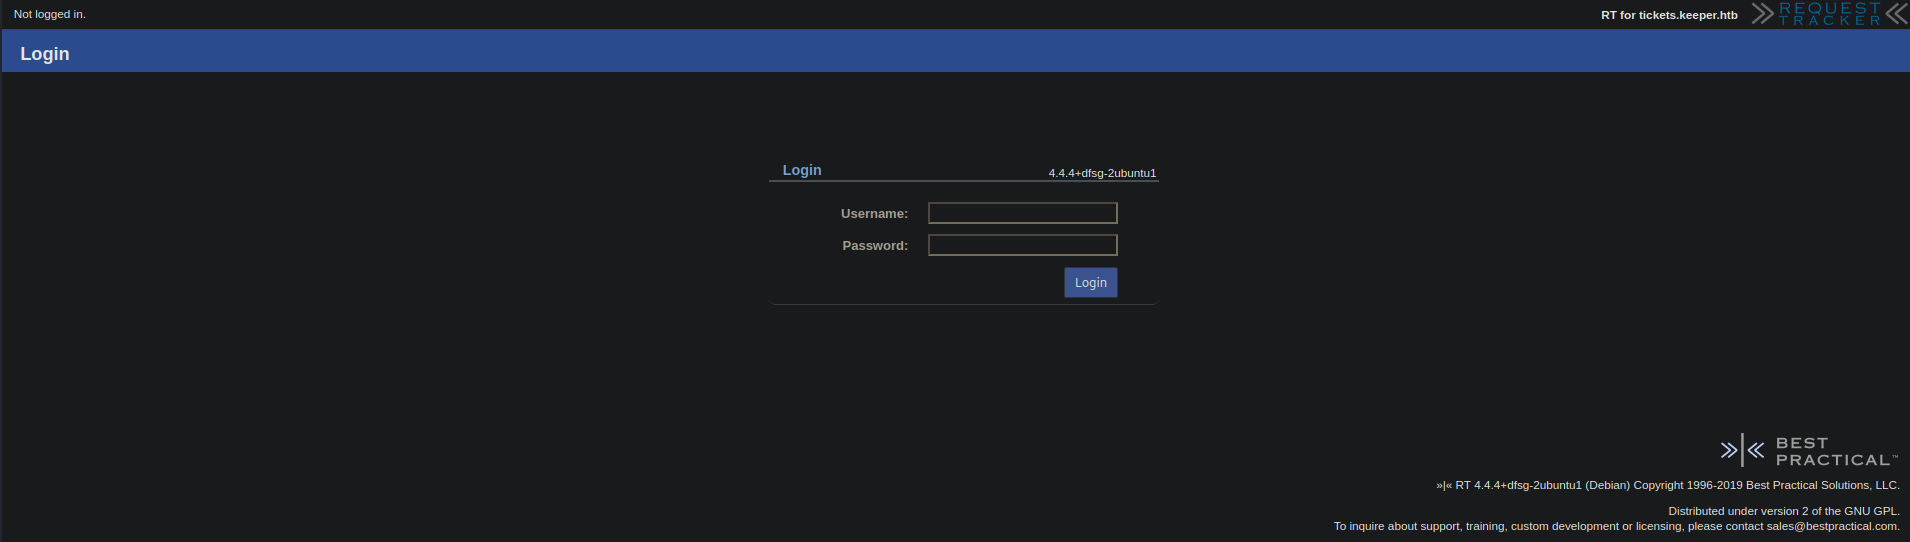 Not logged in.
RT for tickets.keeper.htb
REQUEST
TRACKER
Login
Login
4.4.4+dfsg-2ubuntu1
Username:
Password:
Login
BEST
PRACTICAL™
»|« RT 4.4.4+dfsg-2ubuntu1 (Debian) Copyright 1996-2019 Best Practical Solutions, LLC.
Distributed under version 2 of the GNU GPL.
To inquire about support, training, custom development or licensing, please contact sales@bestpractical.com.